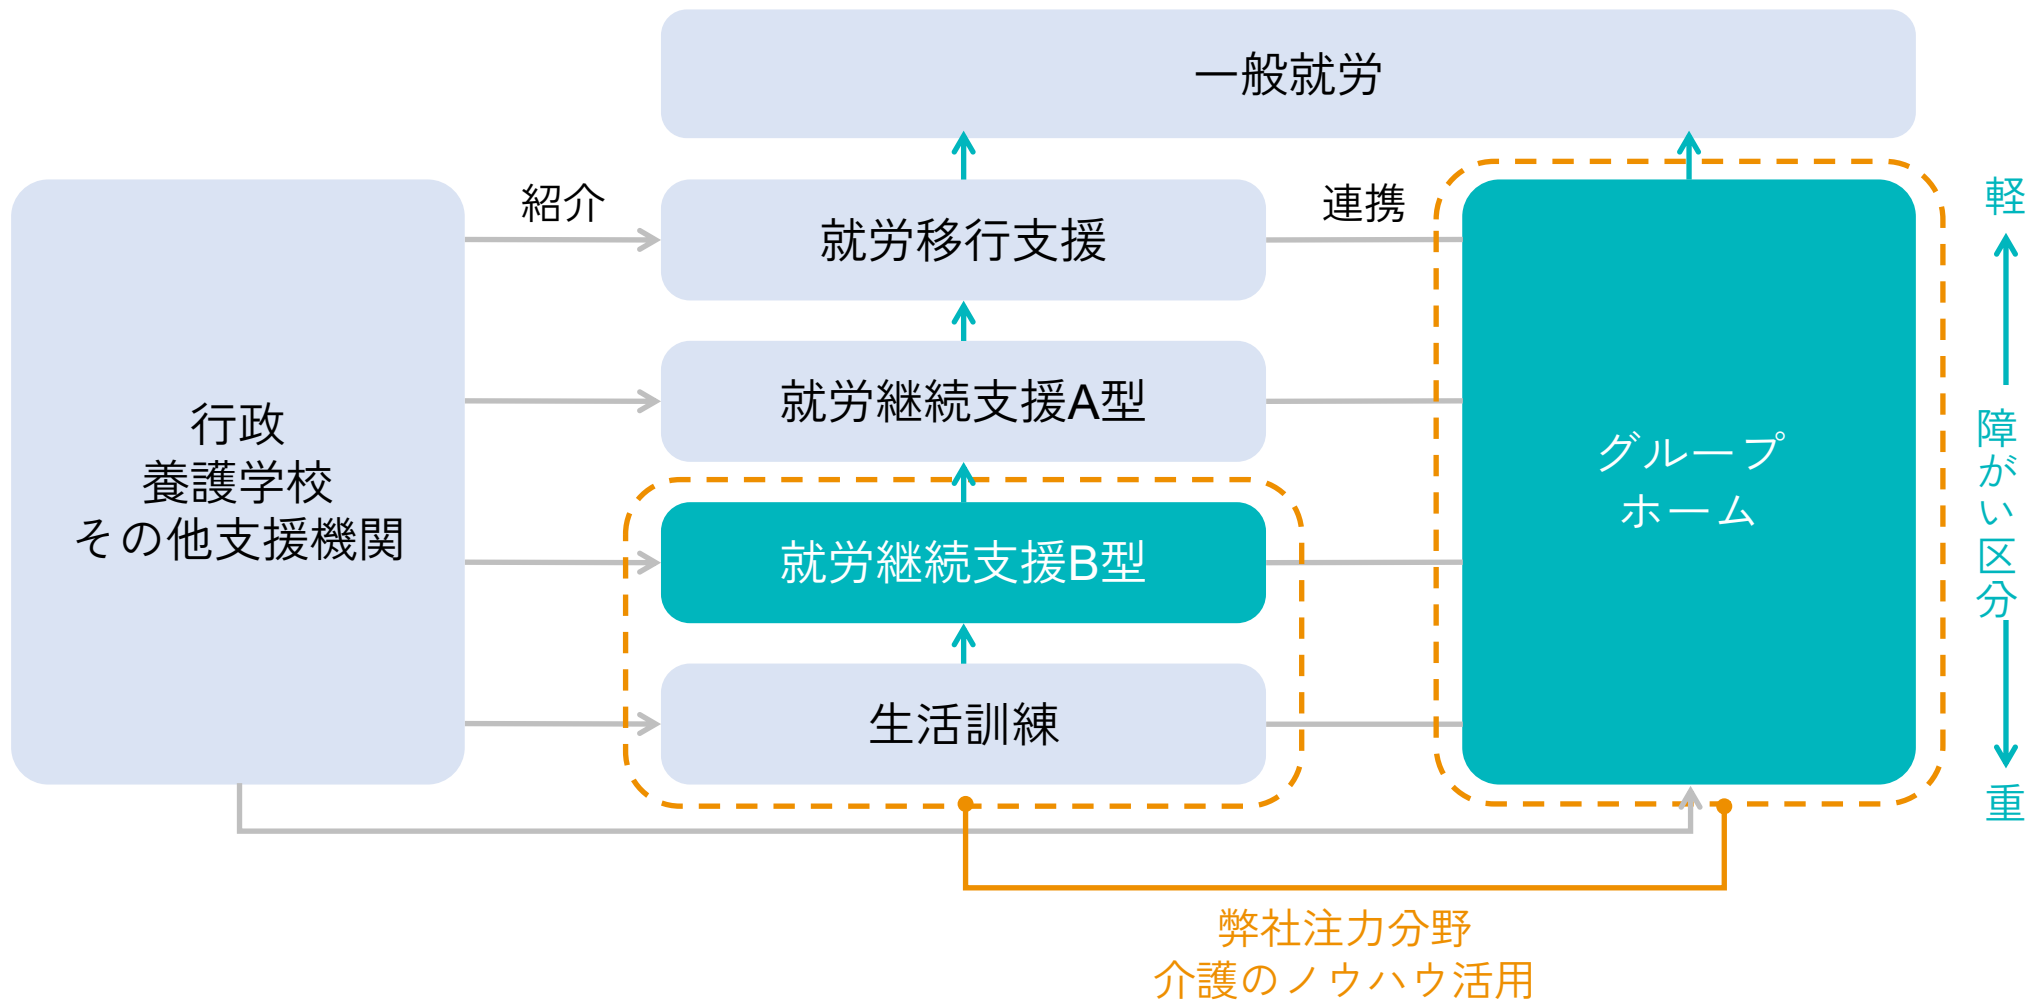 一般就労
紹介
就労移行支援
連携
軽
就労継続支援A型
行政
養護学校
その他支援機関
グループ
ホーム
障がい区分
就労継続支援B型
生活訓練
重
弊社注力分野
介護のノウハウ活用